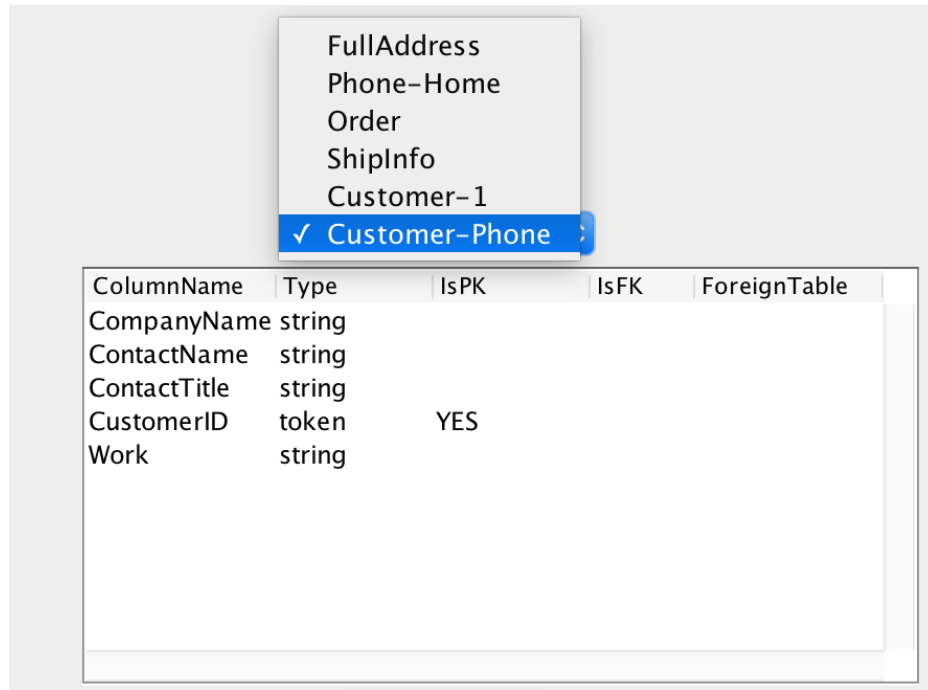 FullAddress
Phone-Home
Order
ShipInfo
Customer-1
✓ Customer-Phone
ColumnName Type IsPK IsFK ForeignTable
CompanyName string
ContactName string
ContactTitle string
CustomerID token YES
Work string